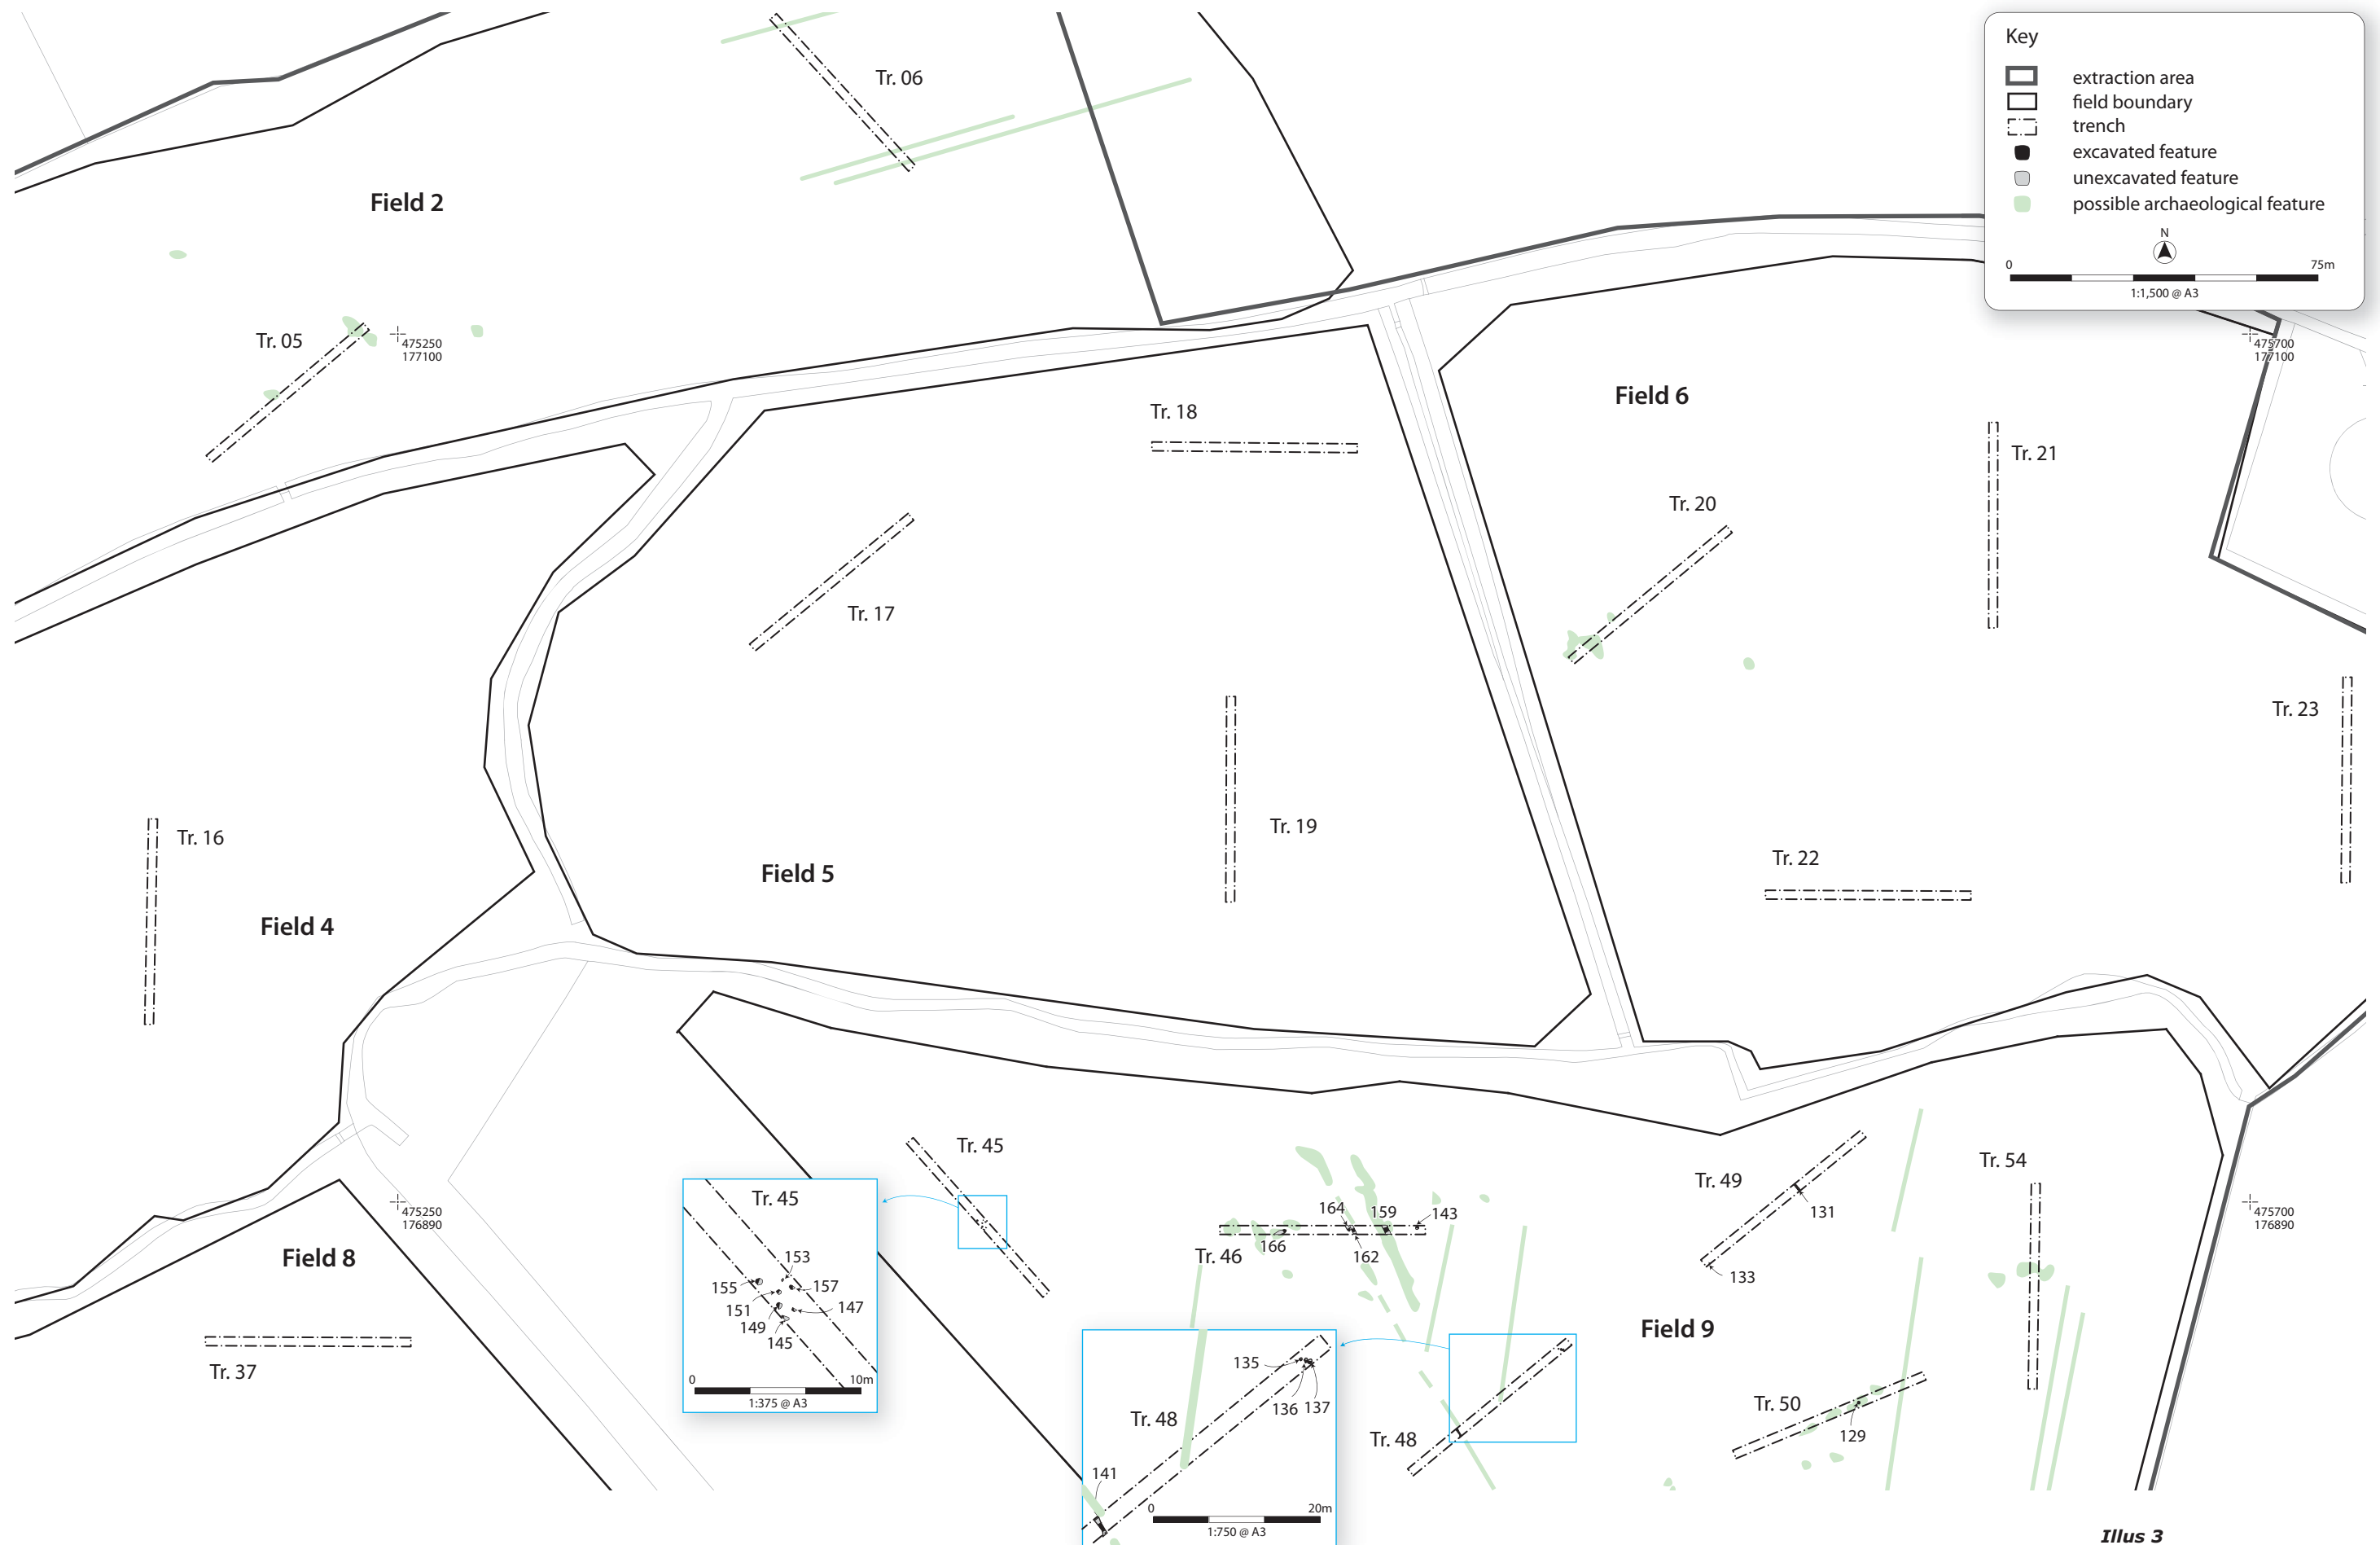 Key
extraction area
field boundary
trench
excavated feature
unexcavated feature
possible archaeological feature
N
0 75m
1:1,500 @ A3
Tr. 06
Field 2
Tr. 05
475250
177100
475700
177100
Field 6
Tr. 18
Tr. 21
Tr. 20
Tr. 17
Tr. 23
Tr. 16
Tr. 19
Tr. 22
Field 5
Field 4
Tr. 45
Tr. 54
Tr. 49
131
133
475250
176890
475700
176890
Field 8
Tr. 37
Tr. 45
153
155
157
151
147
149
145
0 10m
1:375 @ A3
164
159
143
166
162
Tr. 46
Field 9
135
136
137
Tr. 48
141
0 20m
1:750 @ A3
Tr. 48
Tr. 50
129
Illus 3